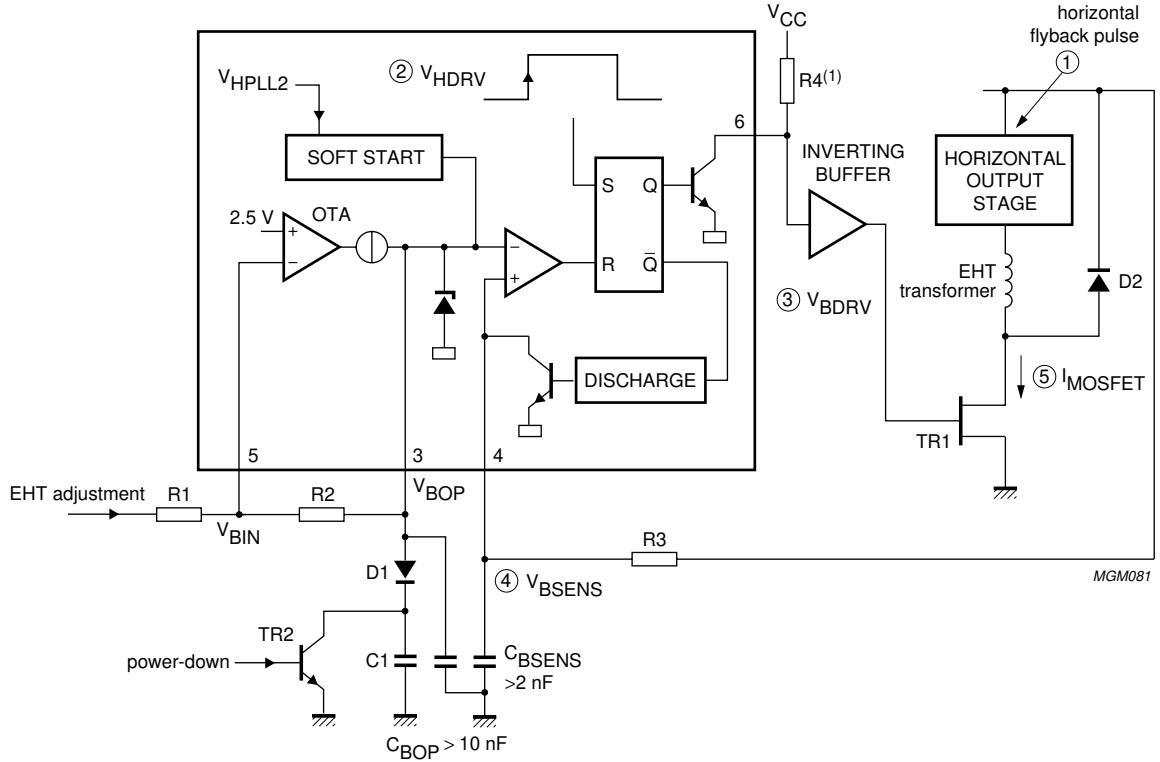 V_CC
horizontal
flyback pulse
1
2 V_HDRV
V_HPLL2
R4(1)
6
SOFT START
INVERTING
BUFFER
HORIZONTAL
OUTPUT
STAGE
S
Q
2.5 V
OTA
+
−
−
+
R
Q̄
EHT
transformer
D2
3 V_BDRV
DISCHARGE
5 I_MOSFET
TR1
5
3
4
EHT adjustment
R1
R2
V_BOP
V_BIN
R3
D1
4 V_BSENS
MGM081
TR2
power-down
C1
C_BSENS
>2 nF
C_BOP > 10 nF